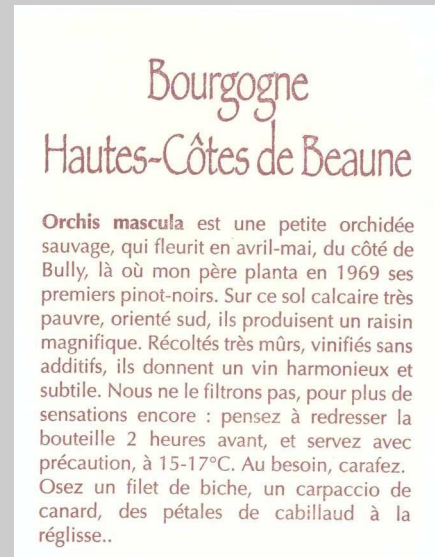 Bourgogne
Hautes-Côtes de Beaune
Orchis mascula est une petite orchidée
sauvage, qui fleurit en avril-mai, du côté de
Bully, là où mon père planta en 1969 ses
premiers pinot-noirs. Sur ce sol calcaire très
pauvre, orienté sud, ils produisent un raisin
magnifique. Récoltés très mûrs, vinifiés sans
additifs, ils donnent un vin harmonieux et
subtile. Nous ne le filtrons pas, pour plus de
sensations encore : pensez à redresser la
bouteille 2 heures avant, et servez avec
précaution, à 15-17°C. Au besoin, carafez.
Osez un filet de biche, un carpaccio de
canard, des pétales de cabillaud à la
réglisse..